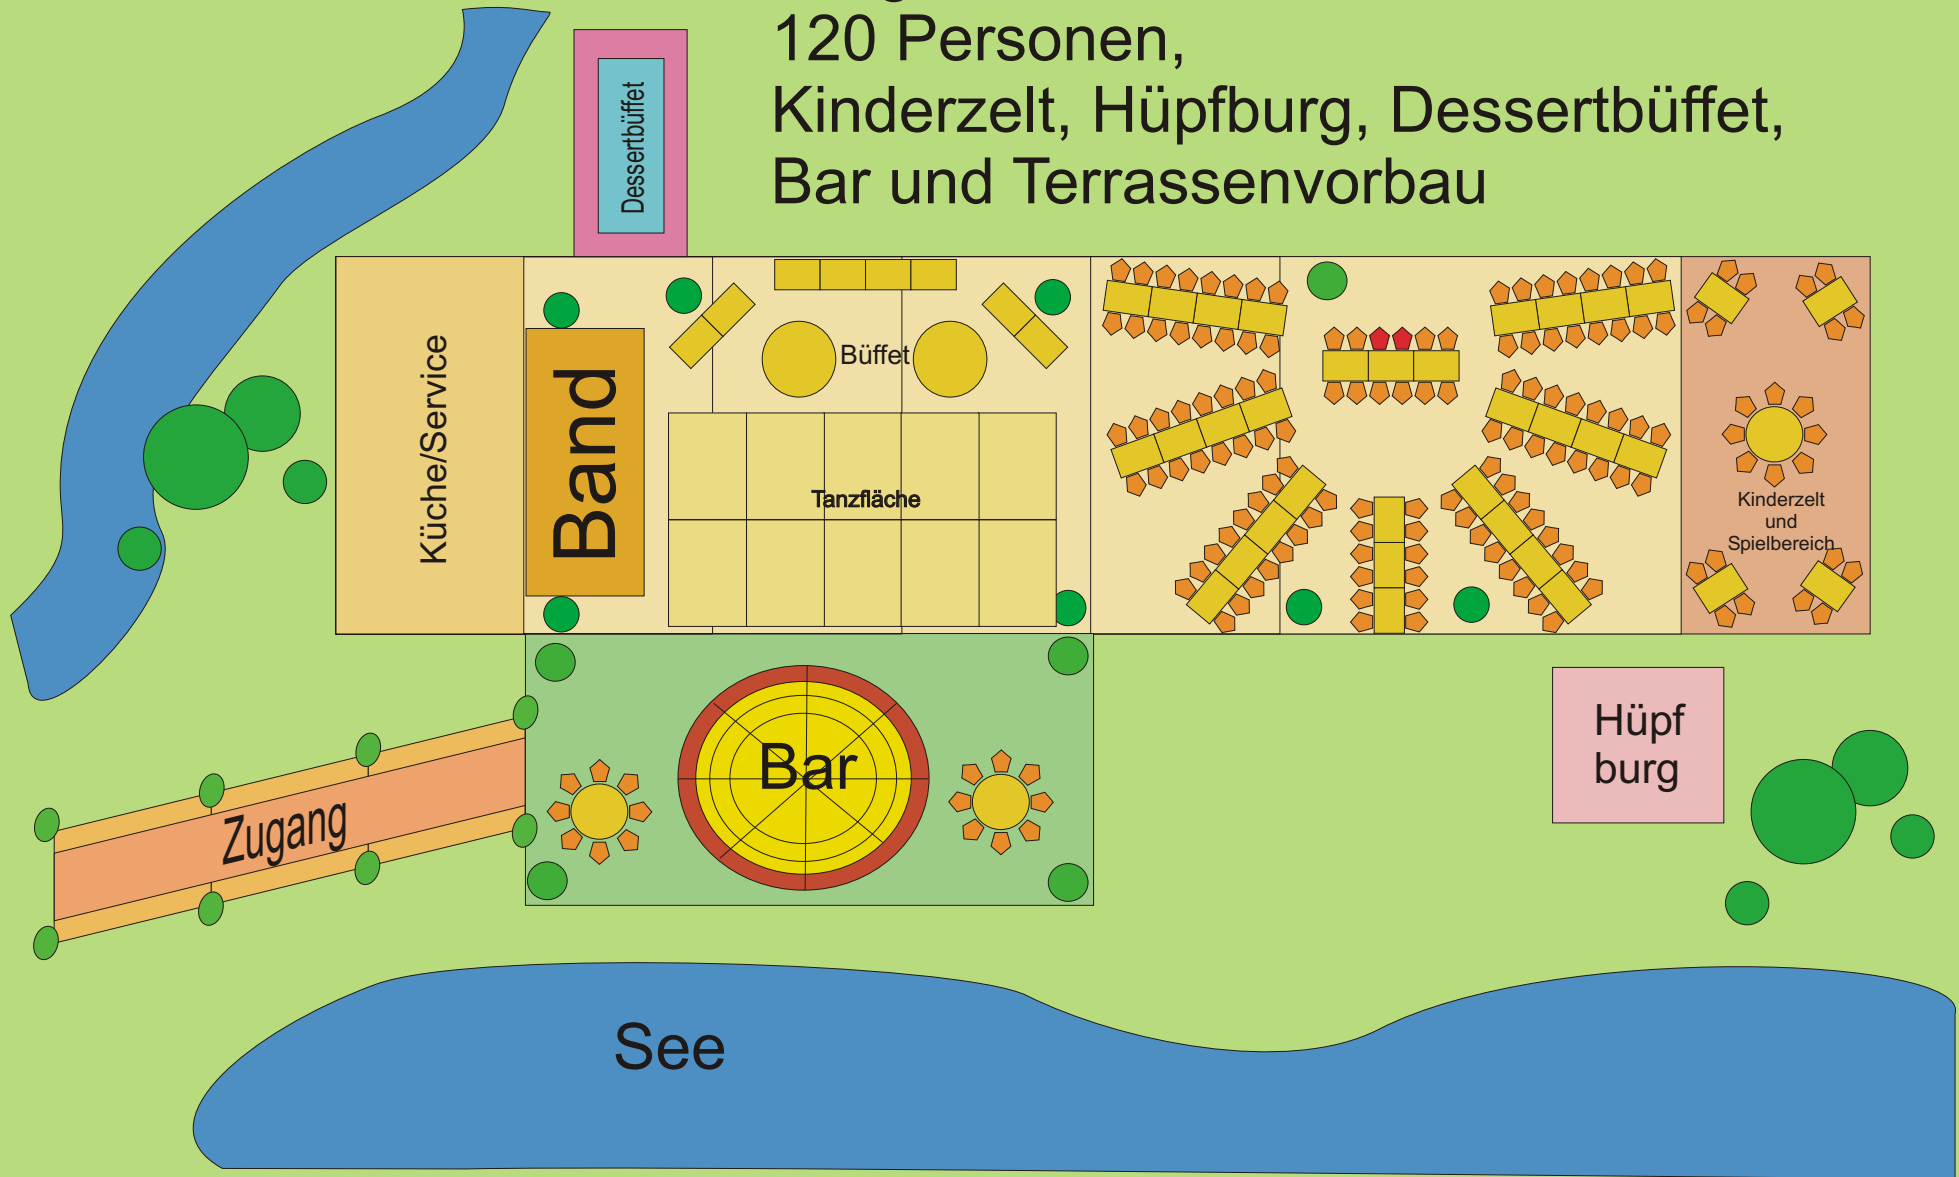 120 Personen,
Kinderzelt, Hüpfburg, Dessertbüffet,
Bar und Terrassenvorbau
Dessertbüffet
Küche/Service
Band
Büffet
Tanzfläche
Kinderzelt
und
Spielbereich
Bar
Hüpf
burg
Zugang
See